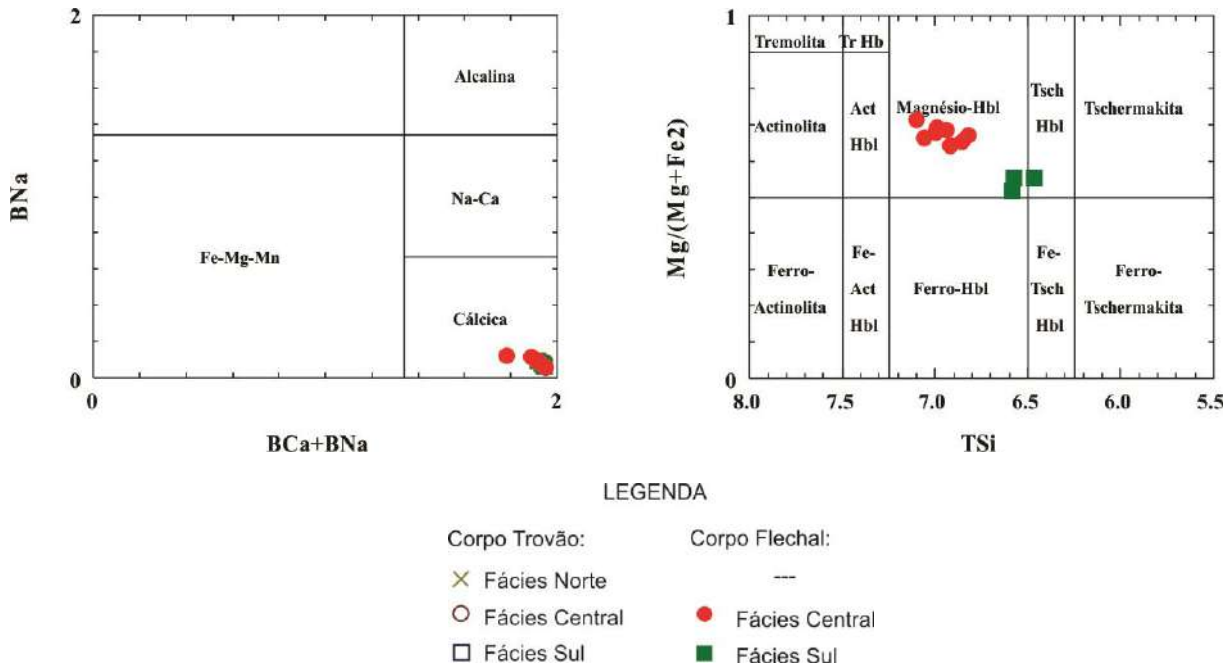 2
Alcalina
BNa
Na-Ca
Fe-Mg-Mn
Cálcica
0
0
2
BCa+BNa
1
Tremolita
Tr Hb
Actinolita
Act
Hbl
Magnésio-Hbl
Tsch
Hbl
Tschermakita
Mg/(Mg+Fe2)
Ferro-
Actinolita
Fe-
Act
Hbl
Ferro-Hbl
Fe-
Tsch
Hbl
Ferro-
Tschermakita
0
8.0
7.5
7.0
6.5
6.0
5.5
TSi
LEGENDA
Corpo Trovão:
Fácies Norte
Fácies Central
Fácies Sul
Corpo Flechal:
---
Fácies Central
Fácies Sul